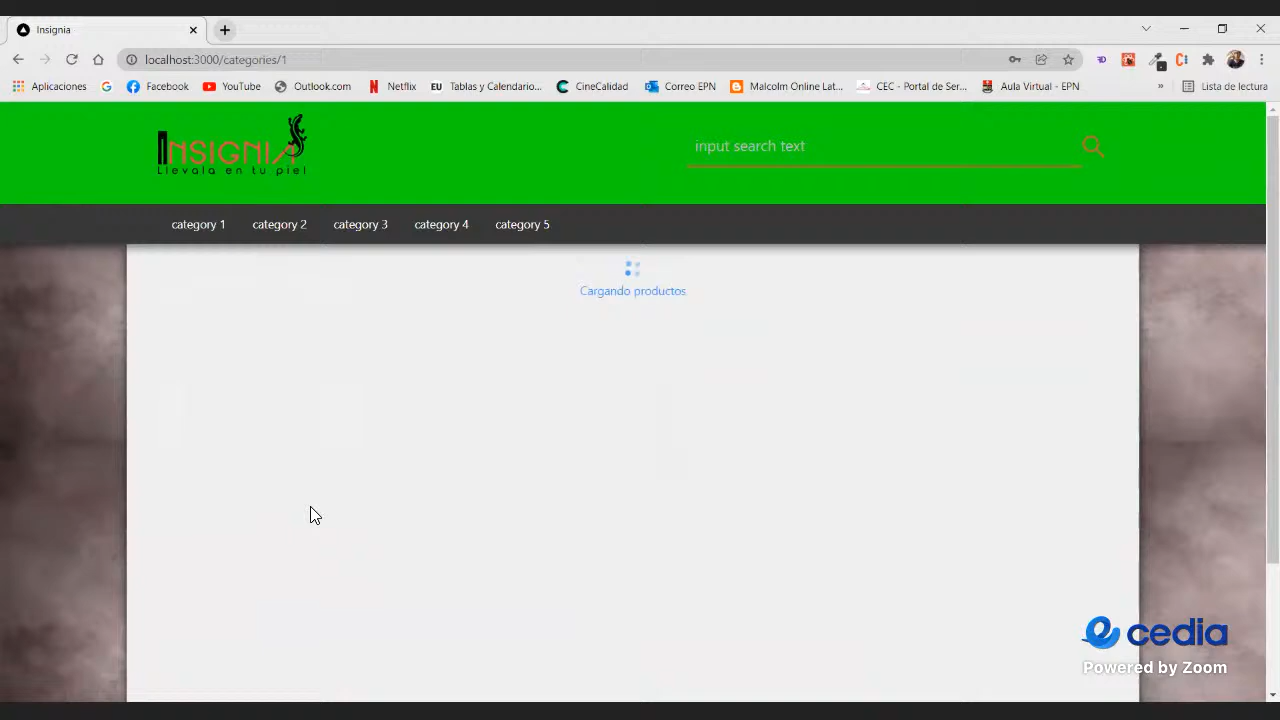 Insignia
localhost:3000/categories/1
Aplicaciones Facebook YouTube Outlook.com Netflix EU Tablas (Calendario... CineCalidad Correo EPN Malcolm Online Lat... CEC - Portal de Ser... Aula Virtual - EPN » Lista de lectura
INSIGNIA
Llevala en tu piel
input search text
category 1 category 2 category 3 category 4 category 5
Cargando productos
cedia
Powered by Zoom